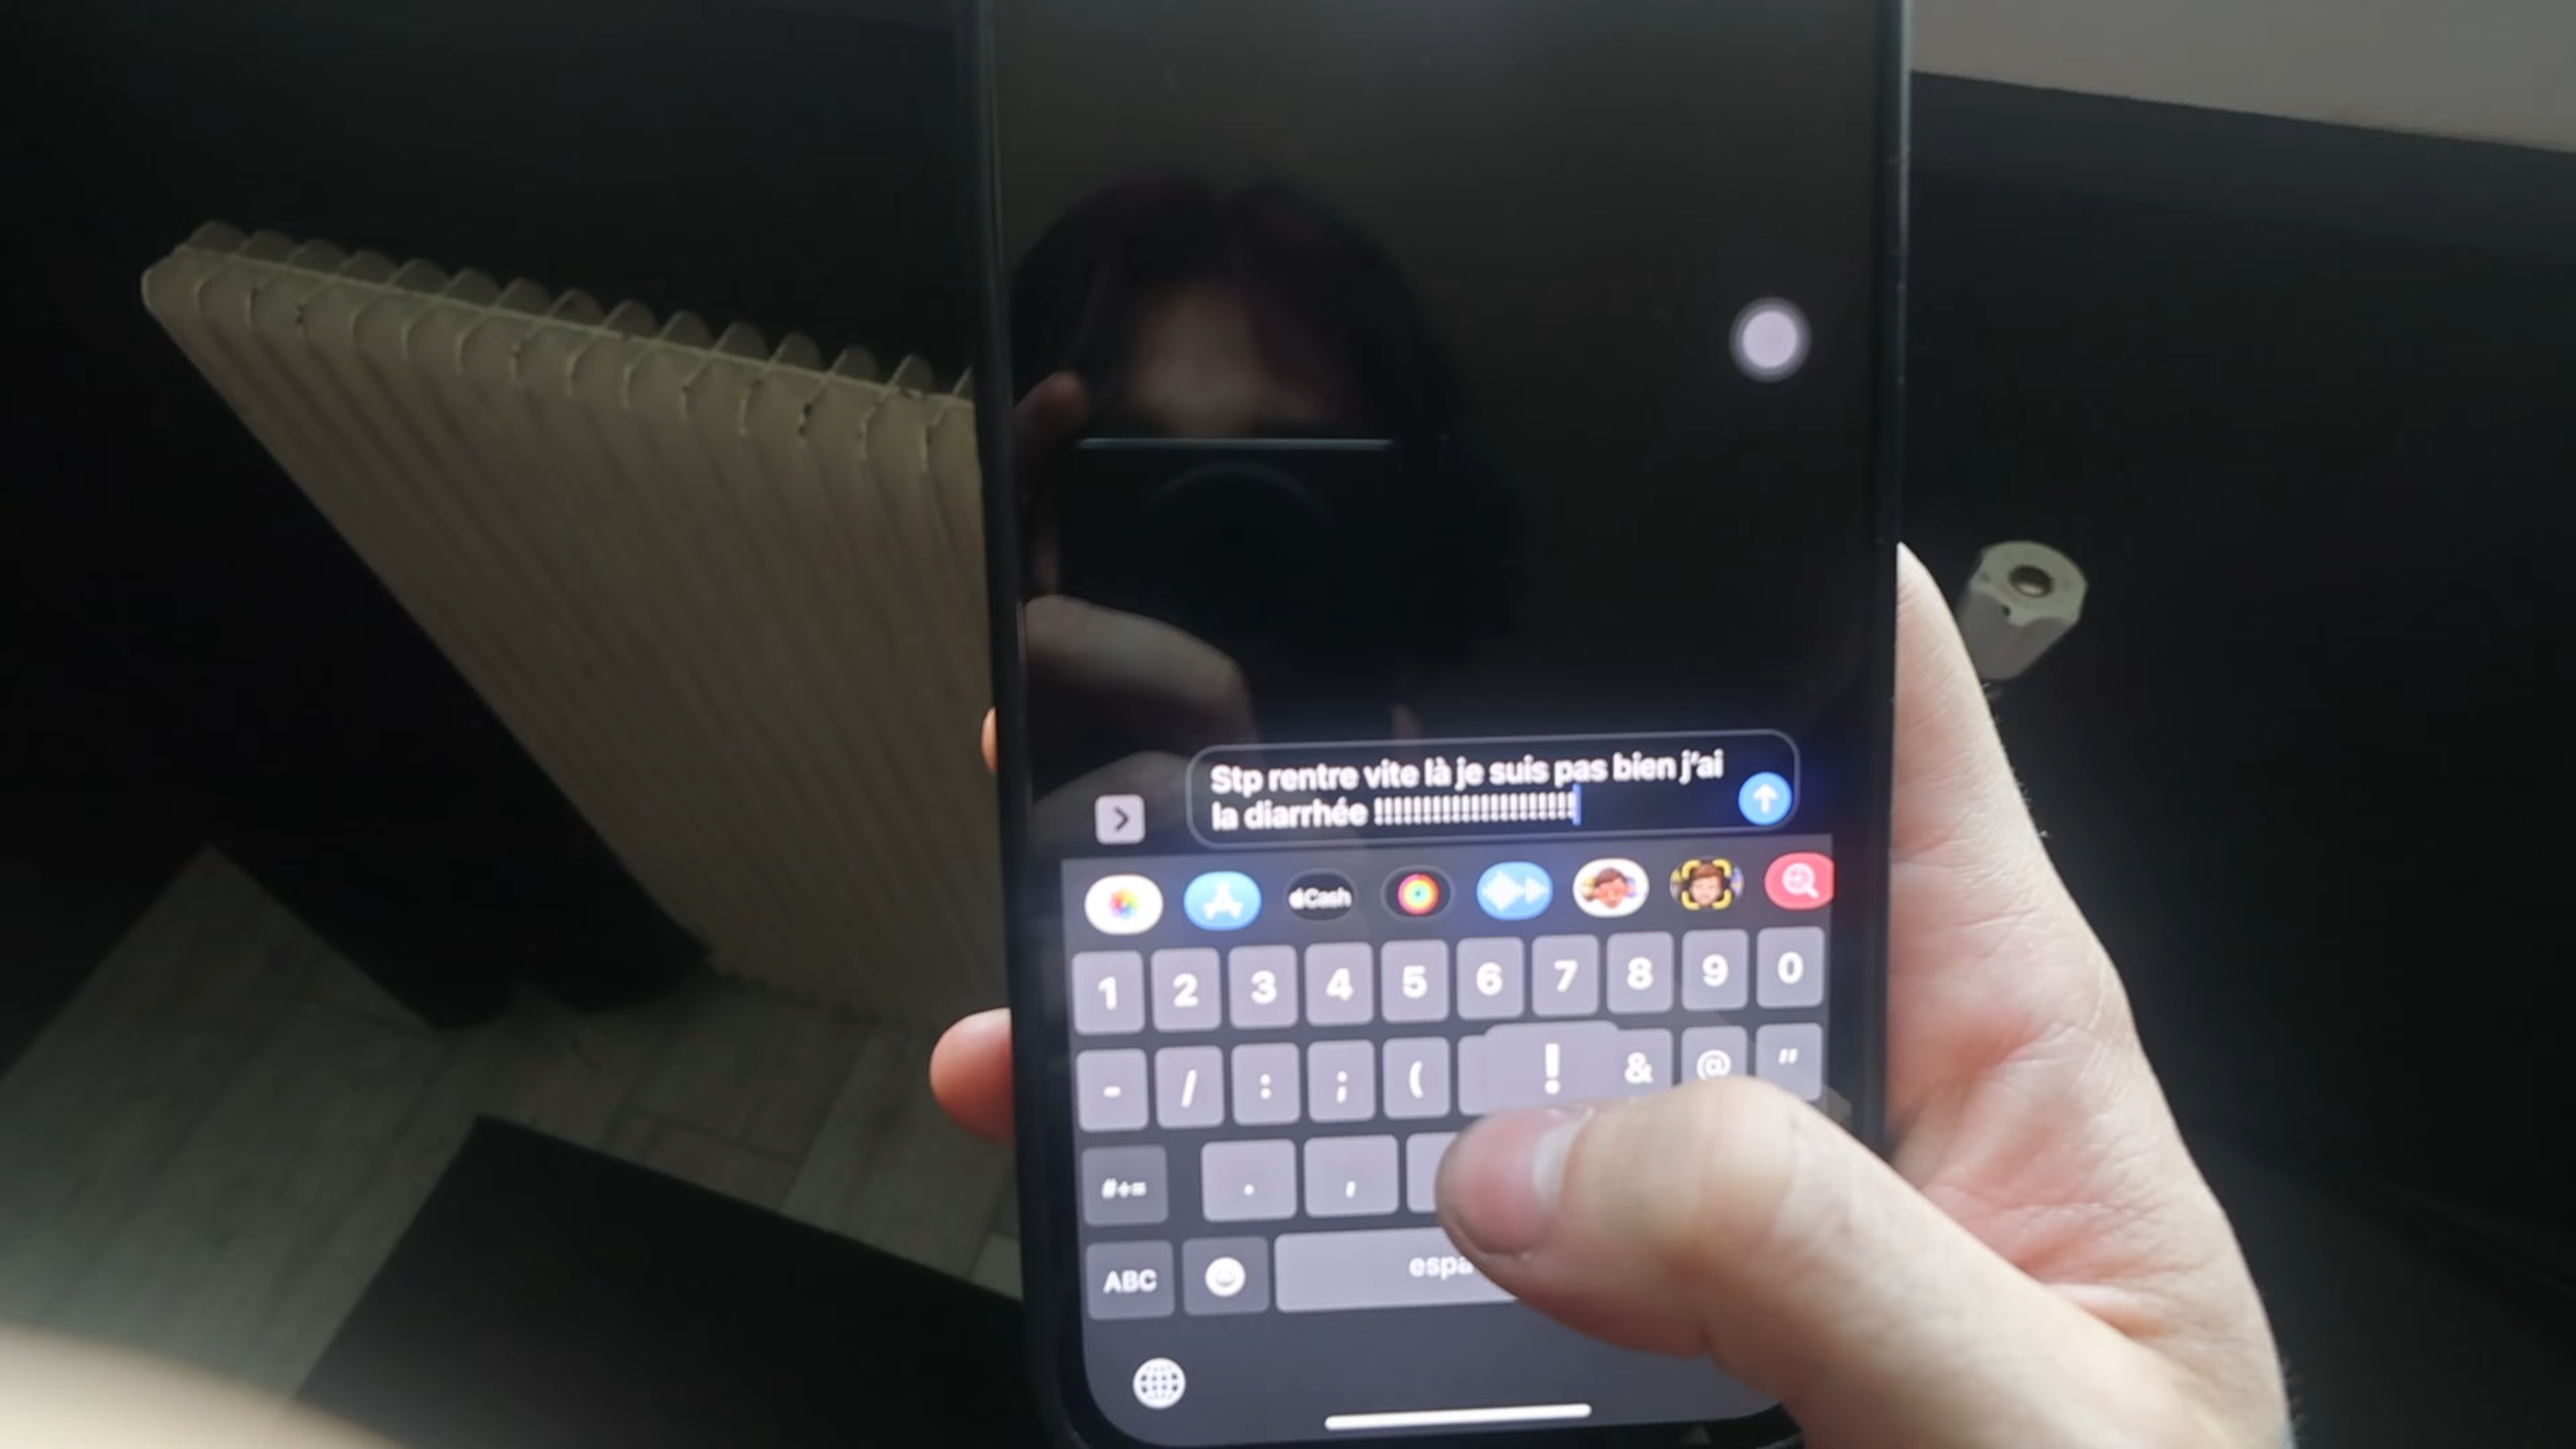 Stp rentre vite là je suis pas bien j'ai
la diarrhée !!!!!!!!!!!!!!!!!!!!!!!
Cash
1 2 3 4 5 6 7 8 9 0
- / : ; ( ! & @ "
#+= . ,
ABC